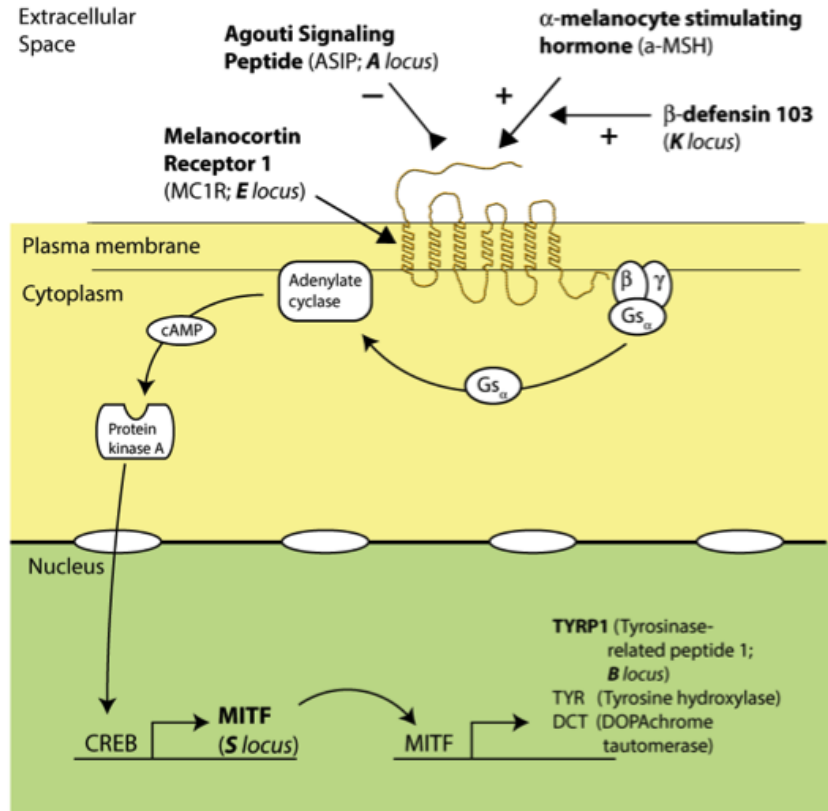 Extracellular
Space
Agouti Signaling
Peptide (ASIP; A locus)
−
α-melanocyte stimulating
hormone (a-MSH)
+
β-defensin 103
(K locus)
+
Melanocortin
Receptor 1
(MC1R; E locus)
Plasma membrane
Cytoplasm
Adenylate
cyclase
β
γ
Gsα
Gsα
cAMP
Protein
kinase A
Nucleus
TYRP1 (Tyrosinase-
related peptide 1;
B locus)
TYR (Tyrosine hydroxylase)
DCT (DOPAchrome
tautomerase)
CREB
MITF
(S locus)
MITF